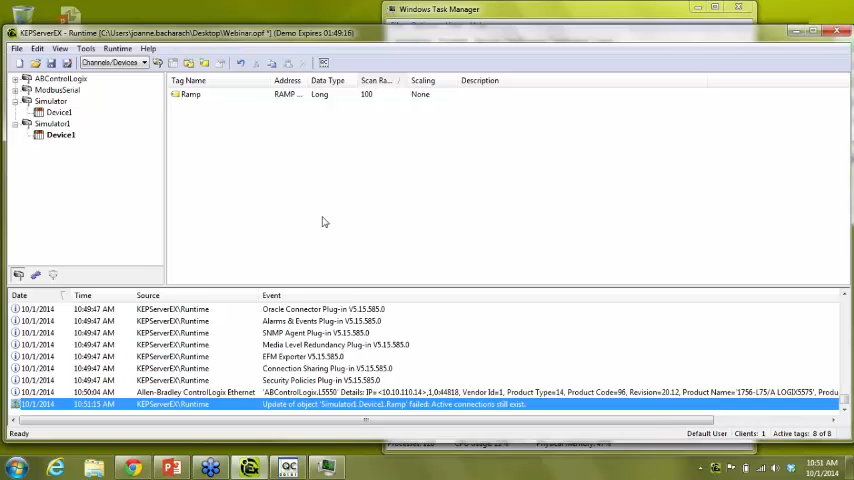 Windows Task Manager
KEPServerEX - Runtime [C:\Users\joanne.bacharach\Desktop\Webinar.opf *] (Demo Expires 01:49:16)
File Edit View Tools Runtime Help
Channels/Devices
ABControlLogix
ModbusSerial
Simulator
Device1
Simulator1
Device1
Tag Name Address Data Type Scan Ra... Scaling Description
Ramp RAMP ... Long 100 None
Date Time Source Event
10/1/2014 10:49:47 AM KEPServerEX\Runtime Oracle Connector Plug-in V5.15.585.0
10/1/2014 10:49:47 AM KEPServerEX\Runtime Alarms & Events Plug-in V5.15.585.0
10/1/2014 10:49:47 AM KEPServerEX\Runtime SNMP Agent Plug-in V5.15.585.0
10/1/2014 10:49:47 AM KEPServerEX\Runtime Media Level Redundancy Plug-in V5.15.585.0
10/1/2014 10:49:47 AM KEPServerEX\Runtime EFM Exporter V5.15.585.0
10/1/2014 10:49:47 AM KEPServerEX\Runtime Connection Sharing Plug-in V5.15.585.0
10/1/2014 10:49:47 AM KEPServerEX\Runtime Security Policies Plug-in V5.15.585.0
10/1/2014 10:50:04 AM Allen-Bradley ControlLogix Ethernet 'ABControlLogix.L5550' Details: IP=<10.10.110.14>,1,0:44818, Vendor Id=1, Product Type=14, Product Code=96, Revision=20.12, Product Name='1756-L75/A LOGIX5575', Produ
10/1/2014 10:51:15 AM KEPServerEX\Runtime Update of object 'Simulator1.Device1.Ramp' failed: Active connections still exist.
Ready Default User Clients: 1 Active tags: 8 of 8
QC
10:51 AM
10/1/2014